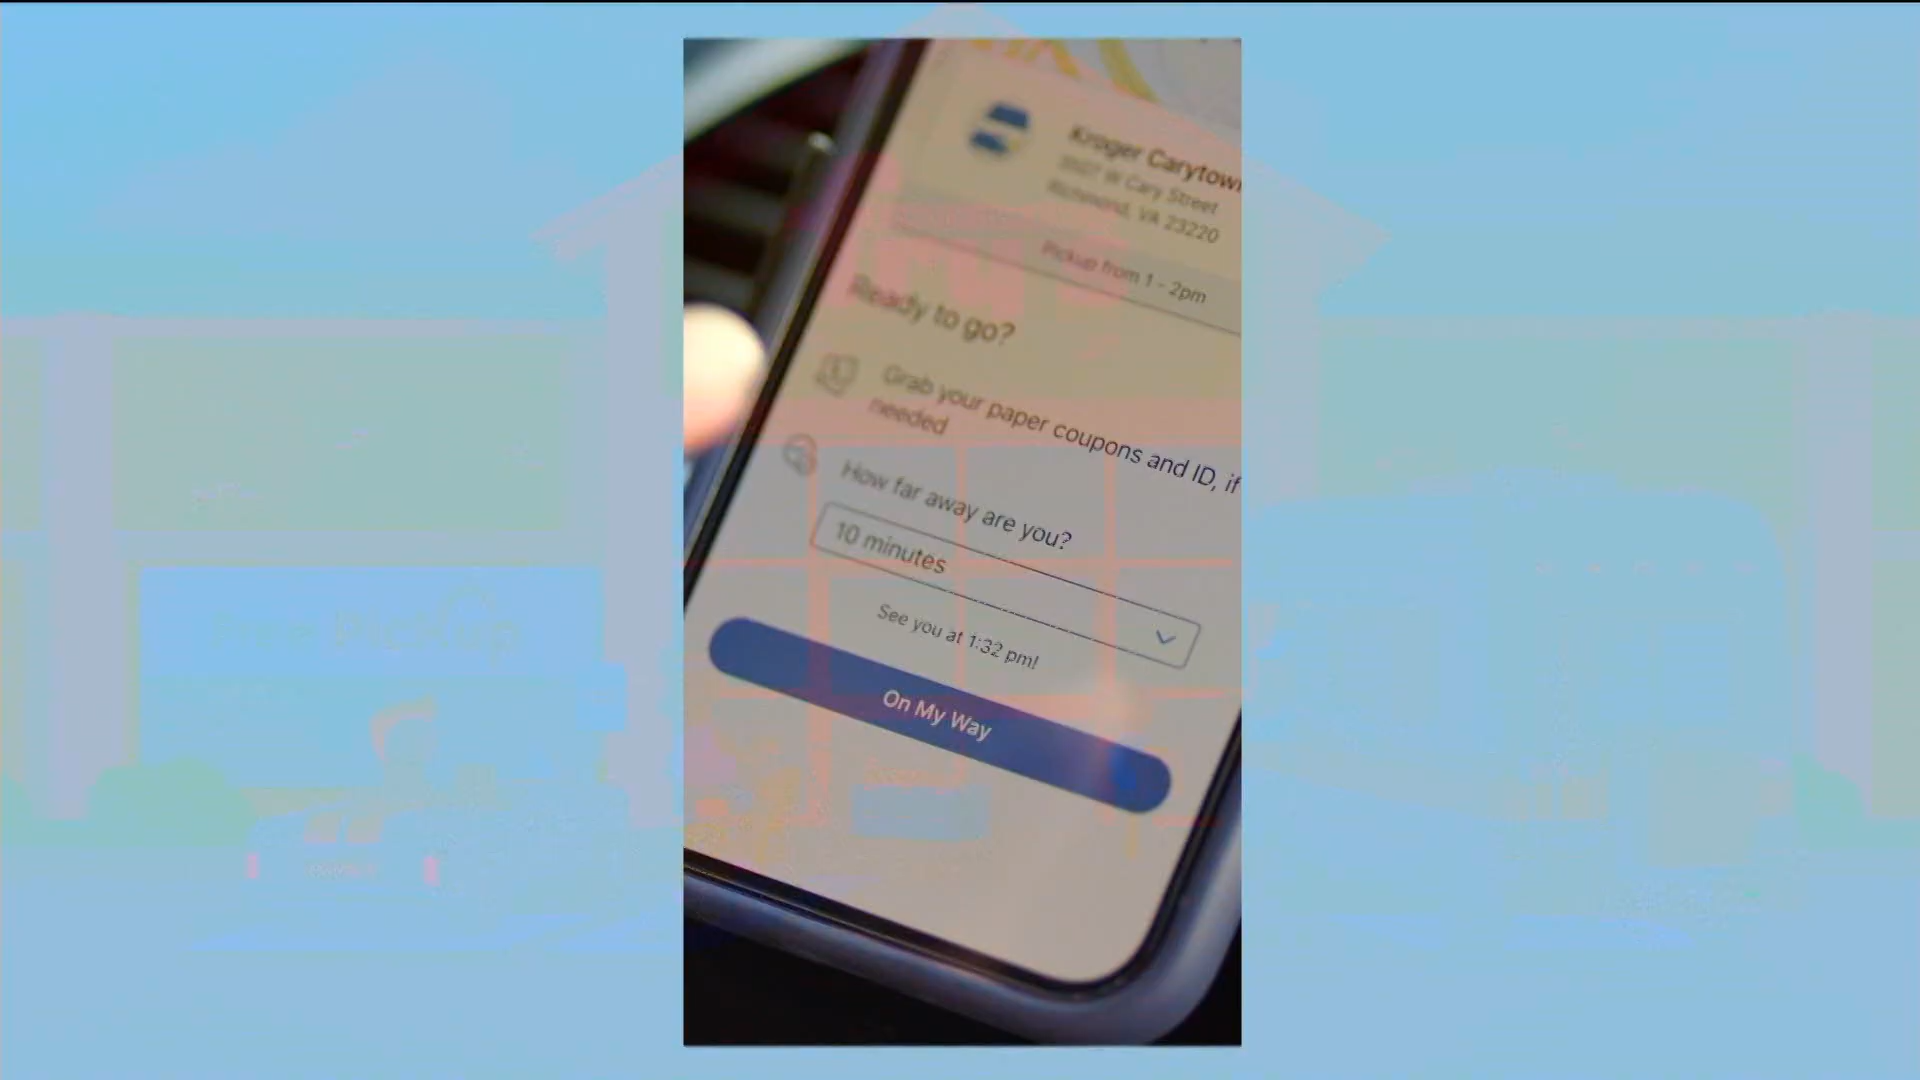 Kroger Carytown
W Cary Street
Richmond, VA 23220
Pickup from 1 - 2pm
Ready to go?
Grab your paper coupons and ID, if
needed
How far away are you?
10 minutes
See you at 1:32 pm!
On My Way
Pickup